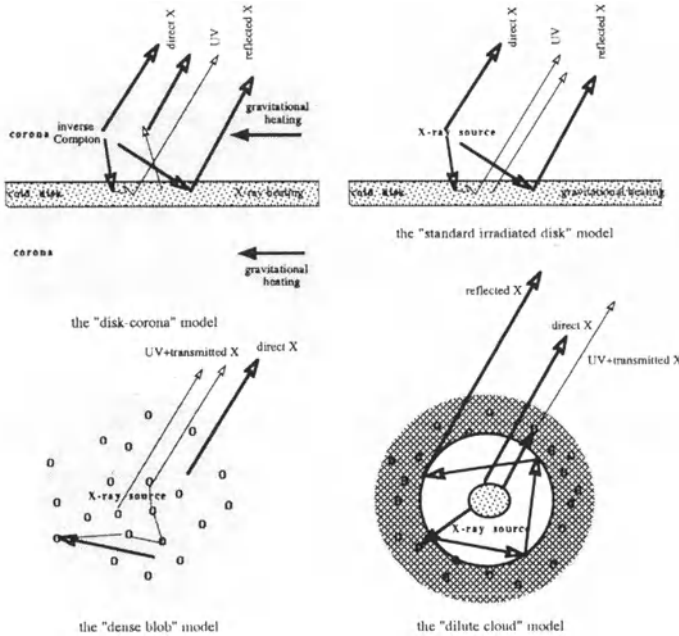 direct X
UV
reflected X
corona
inverse
Compton
gravitational
heating
cold disk
X-ray heating
corona
gravitational
heating
the "disk-corona" model
direct X
UV
reflected X
X-ray source
cold disk
gravitational heating
the "standard irradiated disk" model
UV+transmitted X
direct X
X-ray source
the "dense blob" model
reflected X
direct X
UV+transmitted X
X-ray source
the "dilute cloud" model